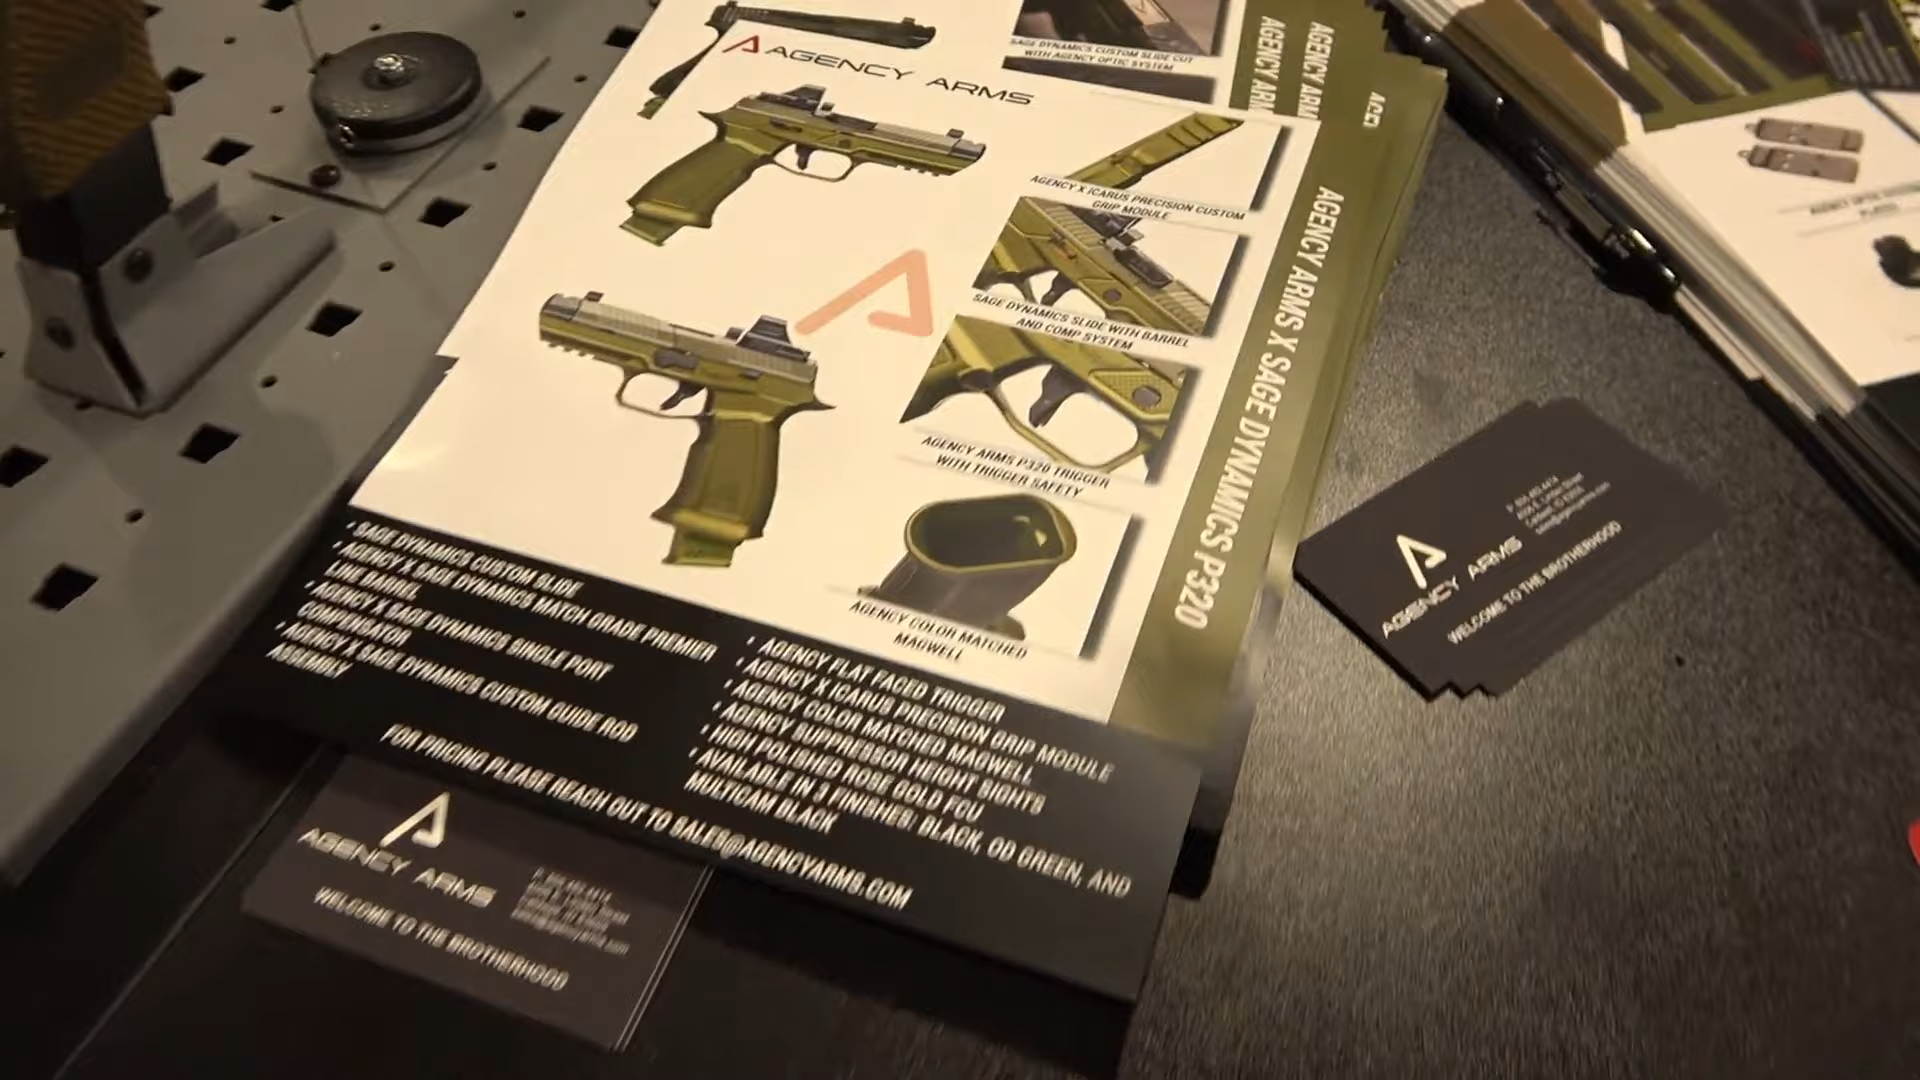 SAGE DYNAMICS CUSTOM SLIDE CUT
WITH AGENCY OPTIC SYSTEM
AGENCY ARMS
AGENCY ARM
AGENCY ARM
AGENCY X ICARUS PRECISION CUSTOM
GRIP MODULE
SAGE DYNAMICS SLIDE WITH BARREL
AND COMP SYSTEM
AGENCY ARMS P320 TRIGGER
WITH TRIGGER SAFETY
AGENCY COLOR MATCHED
MAGWELL
AGENCY ARMS X SAGE DYNAMICS P320
• SAGE DYNAMICS CUSTOM SLIDE
• AGENCY X SAGE DYNAMICS MATCH GRADE PREMIER
LINE BARREL
• AGENCY X SAGE DYNAMICS SINGLE PORT
COMPINATOR
• AGENCY X SAGE DYNAMICS CUSTOM GUIDE ROD
ASEMBLY
• AGENCY FLAT FACED TRIGGER
• AGENCY X ICARUS PRECISION GRIP MODULE
• AGENCY COLOR MATCHED MAGWELL
• AGENCY SUPPRESSOR HEIGHT SIGHTS
• HIGH POLISHED ROSE GOLD FCU
• AVAILABLE IN 3 FINISHES: BLACK, OD GREEN, AND
MULTICAM BLACK
FOR PRICING PLEASE REACH OUT TO SALES@AGENCYARMS.COM
AGENCY ARMS
WELCOME TO THE BROTHERHOOD
AGENCY ARMS
WELCOME TO THE BROTHERHOOD